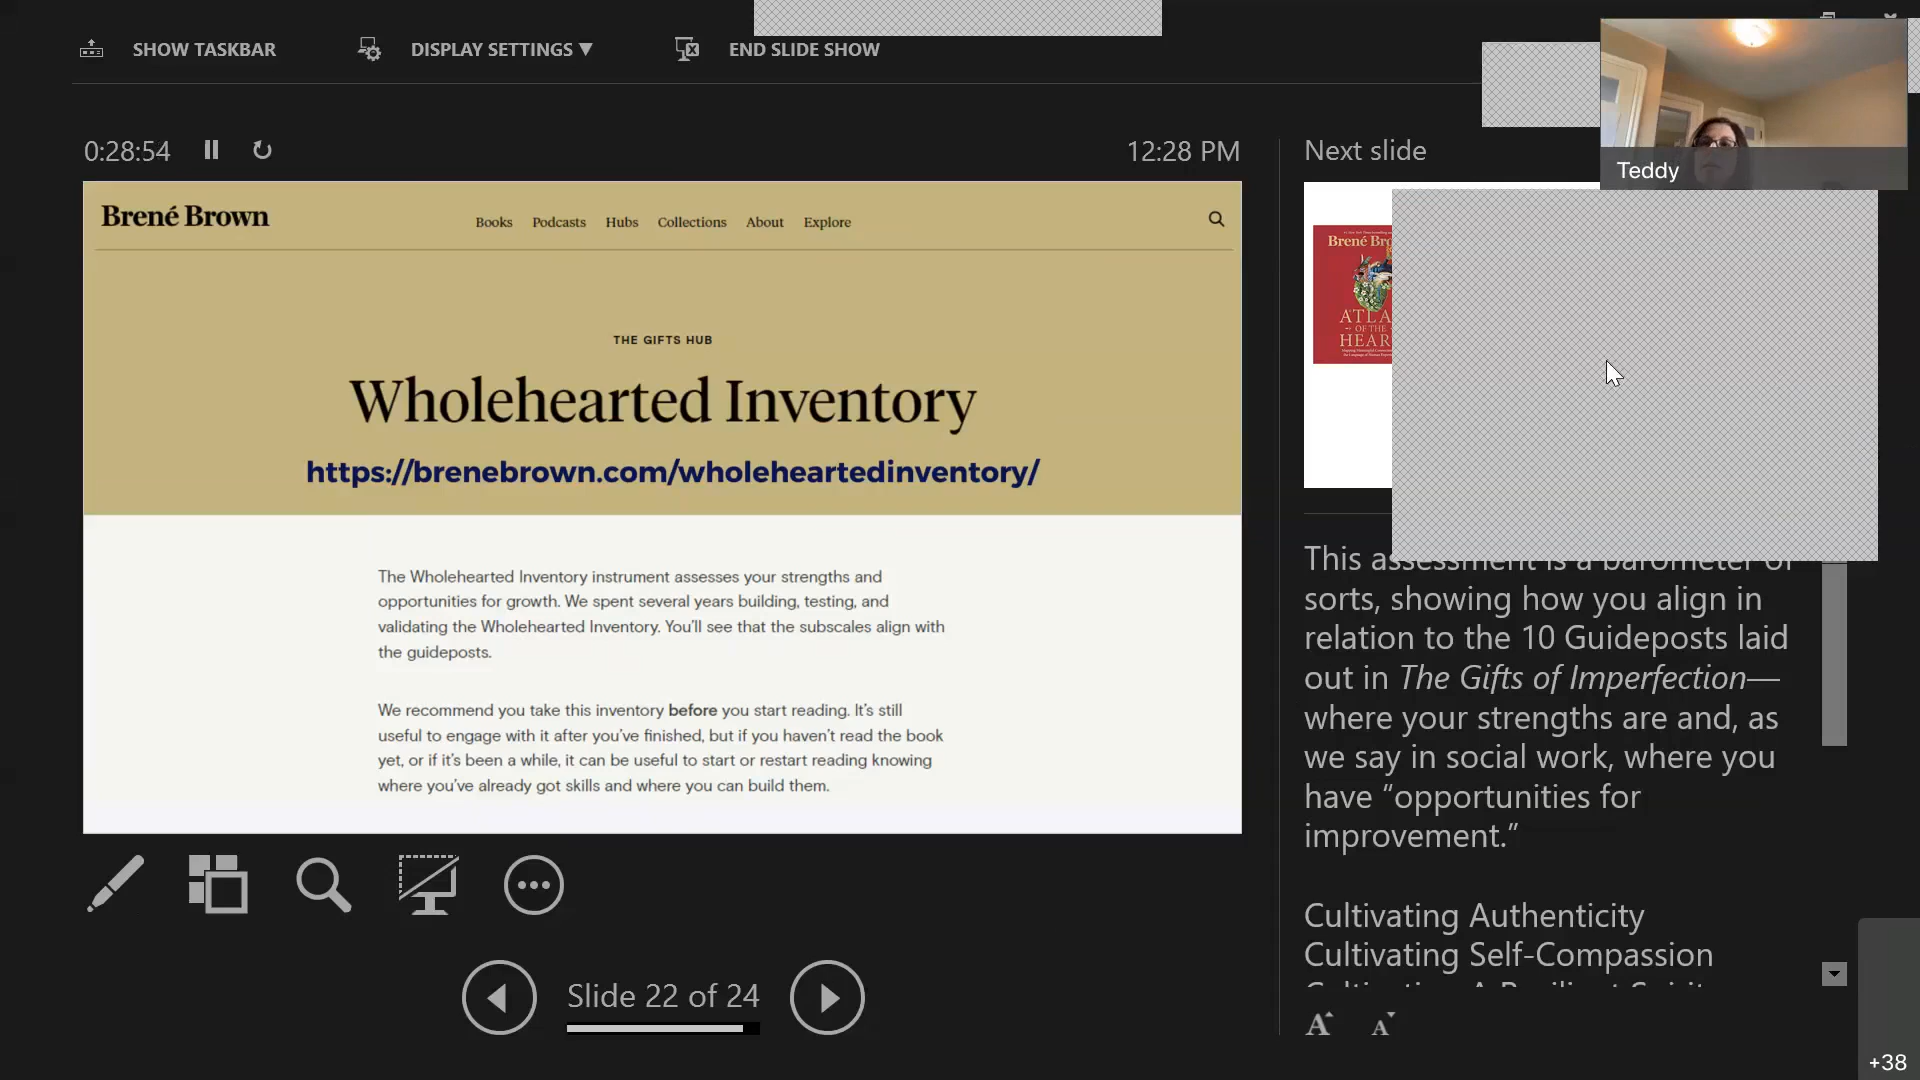 SHOW TASKBAR
DISPLAY SETTINGS ▼
END SLIDE SHOW
0:28:54
12:28 PM
Next slide
Teddy
Brené Brown
Books Podcasts Hubs Collections About Explore
THE GIFTS HUB
Wholehearted Inventory
https://brenebrown.com/wholeheartedinventory/
The Wholehearted Inventory instrument assesses your strengths and
opportunities for growth. We spent several years building, testing, and
validating the Wholehearted Inventory. You'll see that the subscales align with
the guideposts.
We recommend you take this inventory before you start reading. It's still
useful to engage with it after you've finished, but if you haven't read the book
yet, or if it's been a while, it can be useful to start or restart reading knowing
where you've already got skills and where you can build them.
Slide 22 of 24
Brené Br
ATLA
OF THE
HEAR
This assessment is a barometer of
sorts, showing how you align in
relation to the 10 Guideposts laid
out in The Gifts of Imperfection—
where your strengths are and, as
we say in social work, where you
have “opportunities for
improvement.”
Cultivating Authenticity
Cultivating Self-Compassion
Cultivating A Resilient Spirit
A A
+38